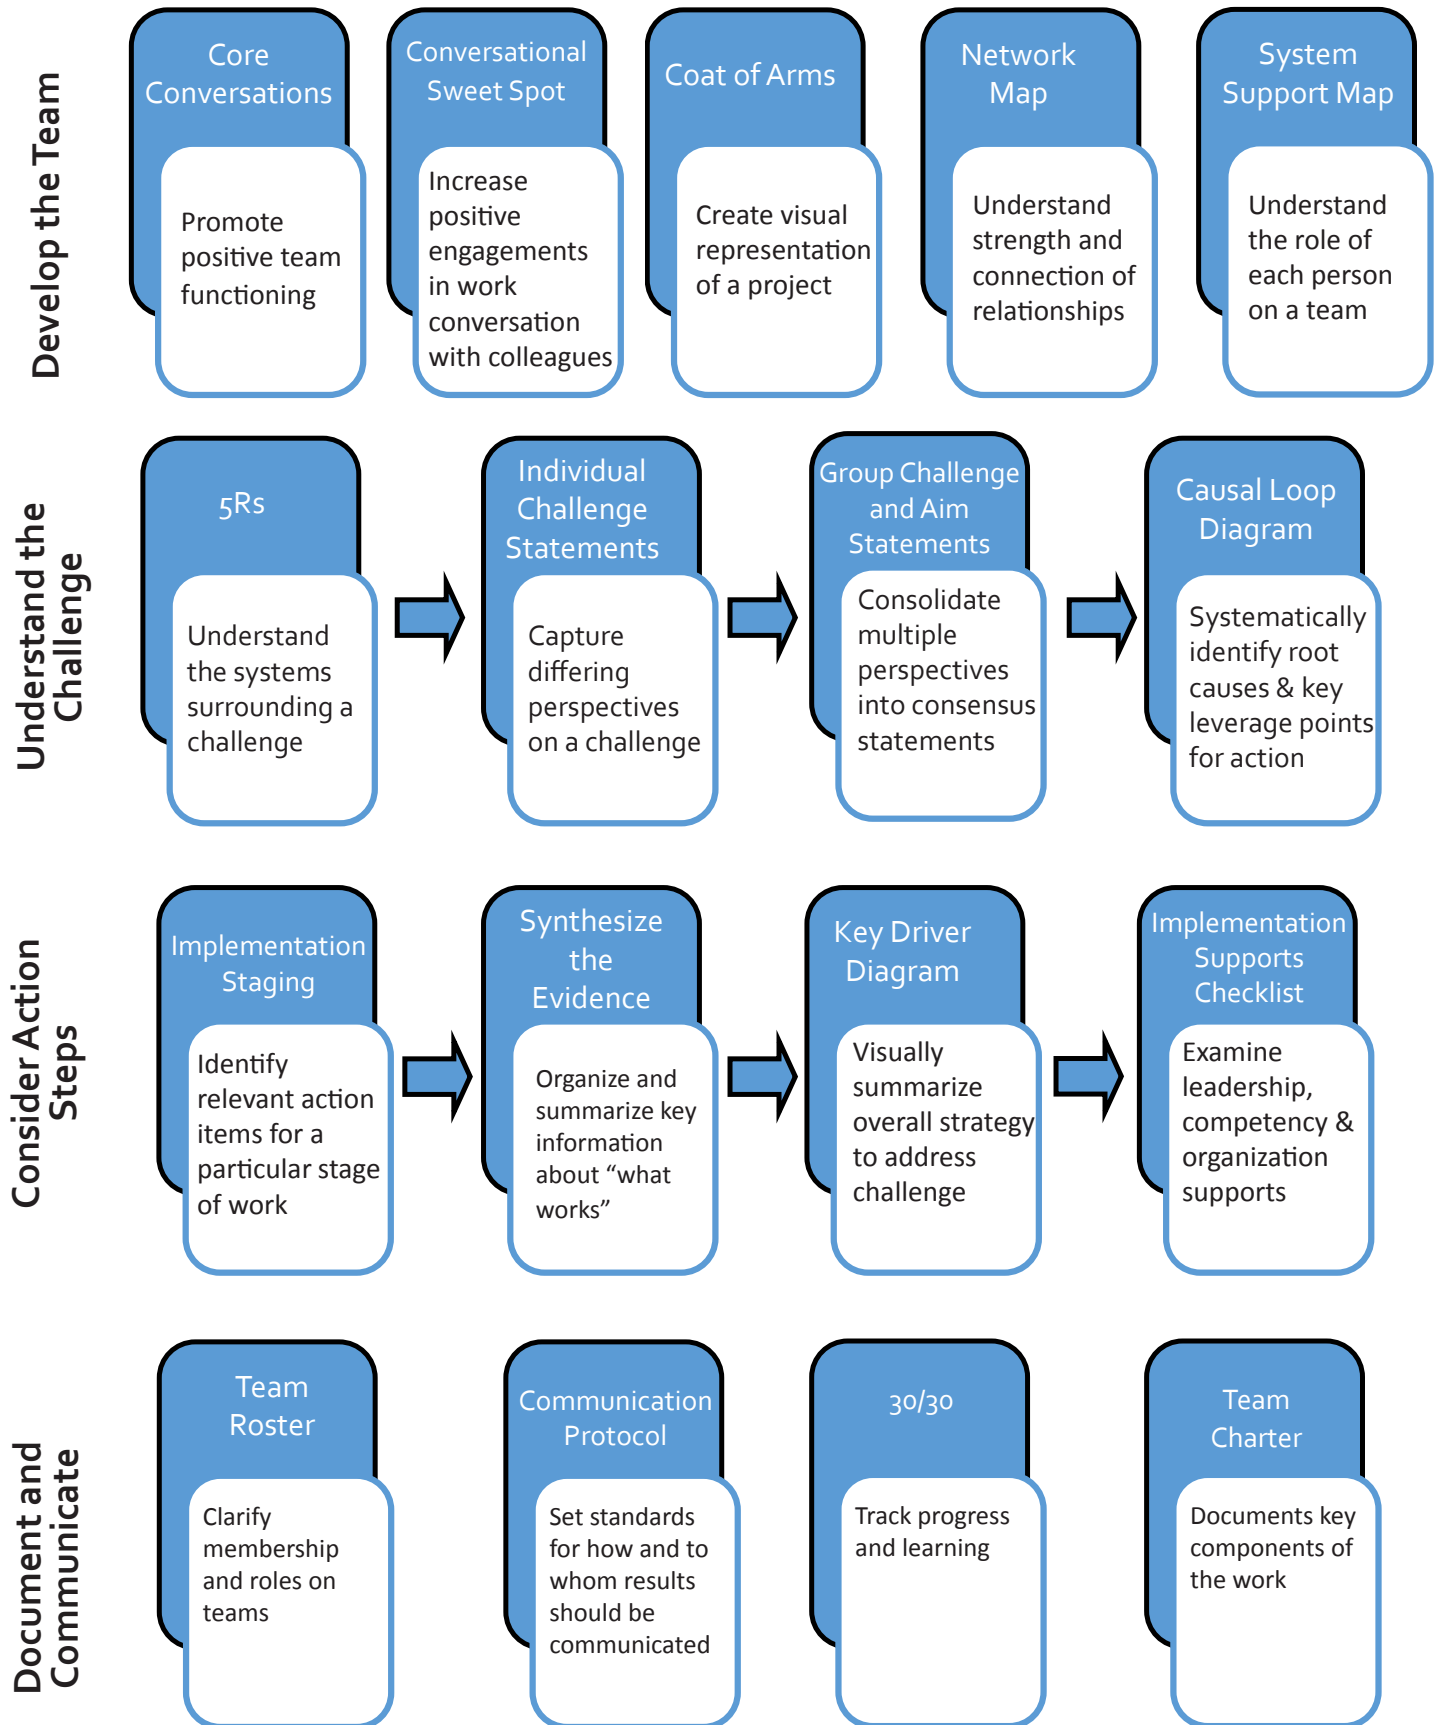 Develop the Team
Core
Conversations
Promote
positive team
functioning
Conversational
Sweet Spot
Increase
positive
engagements
in work
conversation
with colleagues
Coat of Arms
Create visual
representation
of a project
Network
Map
Understand
strength and
connection of
relationships
System
Support Map
Understand
the role of
each person
on a team
Understand the
Challenge
5Rs
Understand
the systems
surrounding a
challenge
Individual
Challenge
Statements
Capture
differing
perspectives
on a challenge
Group Challenge
and Aim
Statements
Consolidate
multiple
perspectives
into consensus
statements
Causal Loop
Diagram
Systematically
identify root
causes & key
leverage points
for action
Consider Action
Steps
Implementation
Staging
Identify
relevant action
items for a
particular stage
of work
Synthesize
the
Evidence
Organize and
summarize key
information
about “what
works”
Key Driver
Diagram
Visually
summarize
overall strategy
to address
challenge
Implementation
Supports
Checklist
Examine
leadership,
competency &
organization
supports
Document and
Communicate
Team
Roster
Clarify
membership
and roles on
teams
Communication
Protocol
Set standards
for how and to
whom results
should be
communicated
30/30
Track progress
and learning
Team
Charter
Documents key
components of
the work